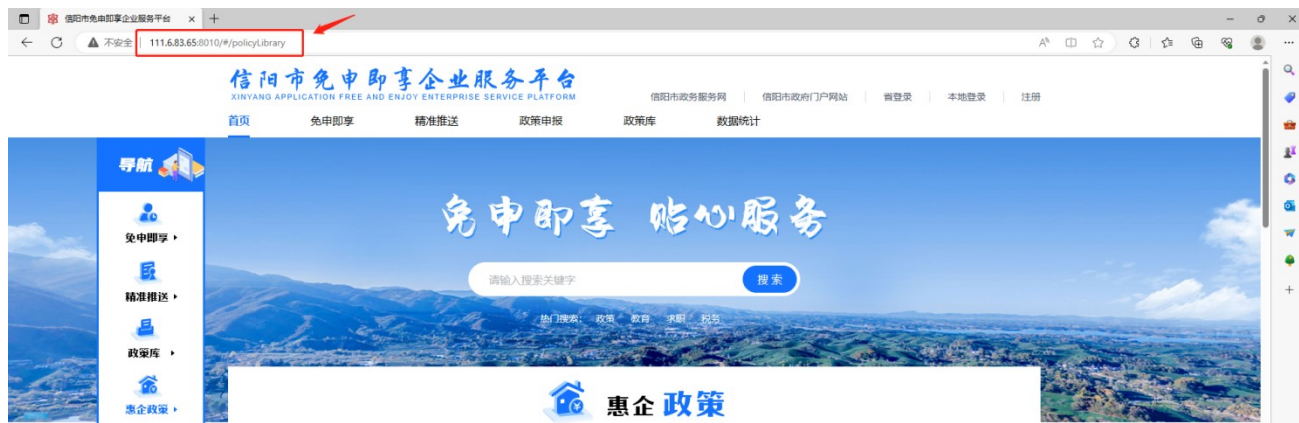 信阳市免申即享企业服务平台
不安全 111.6.83.65:8010/#/policyLibrary
信阳市免申即享企业服务平台
XINYANG APPLICATION FREE AND ENJOY ENTERPRISE SERVICE PLATFORM
信阳市政务服务网 信阳市政府门户网站 省登录 本地登录 注册
首页 免申即享 精准推送 政策申报 政策库 数据统计
导航
免申即享
精准推送
政策库
惠企政策
免申即享 贴心服务
请输入搜索关键字 搜索
热门搜索: 政策 教育 求职 税务
惠企政策